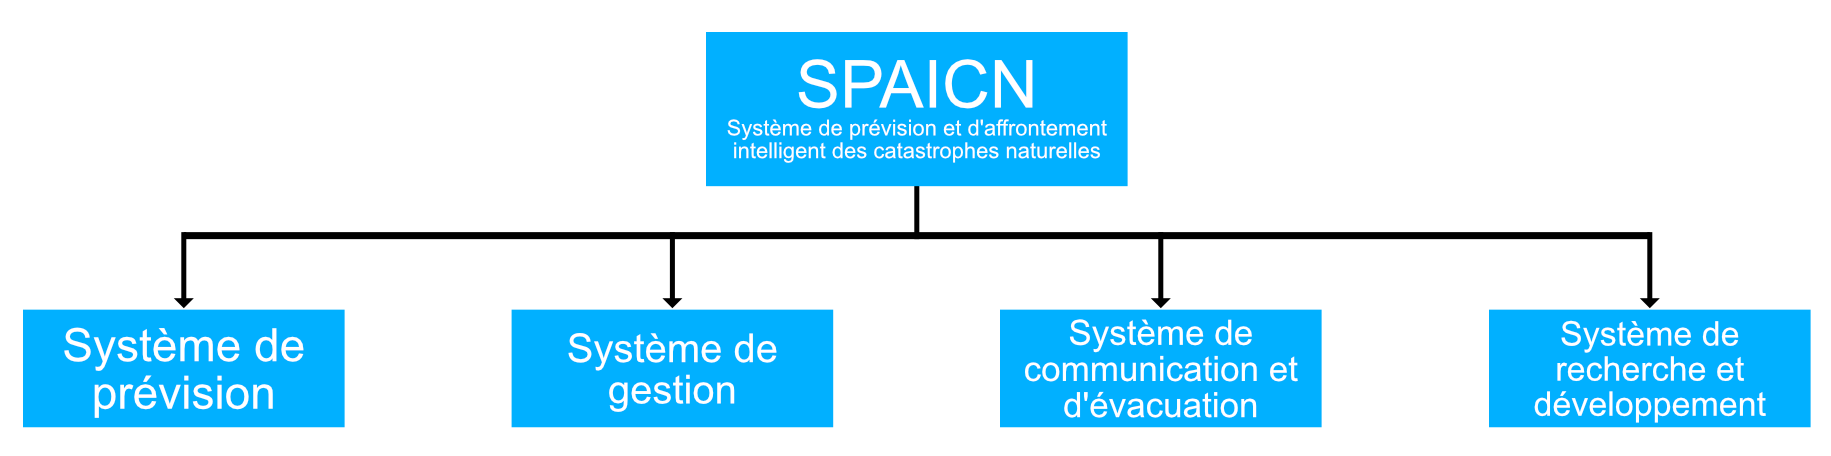 SPAICN
Système de prévision et d'affrontement
intelligent des catastrophes naturelles
Système de
prévision
Système de
gestion
Système de
communication et
d'évacuation
Système de
recherche et
développement